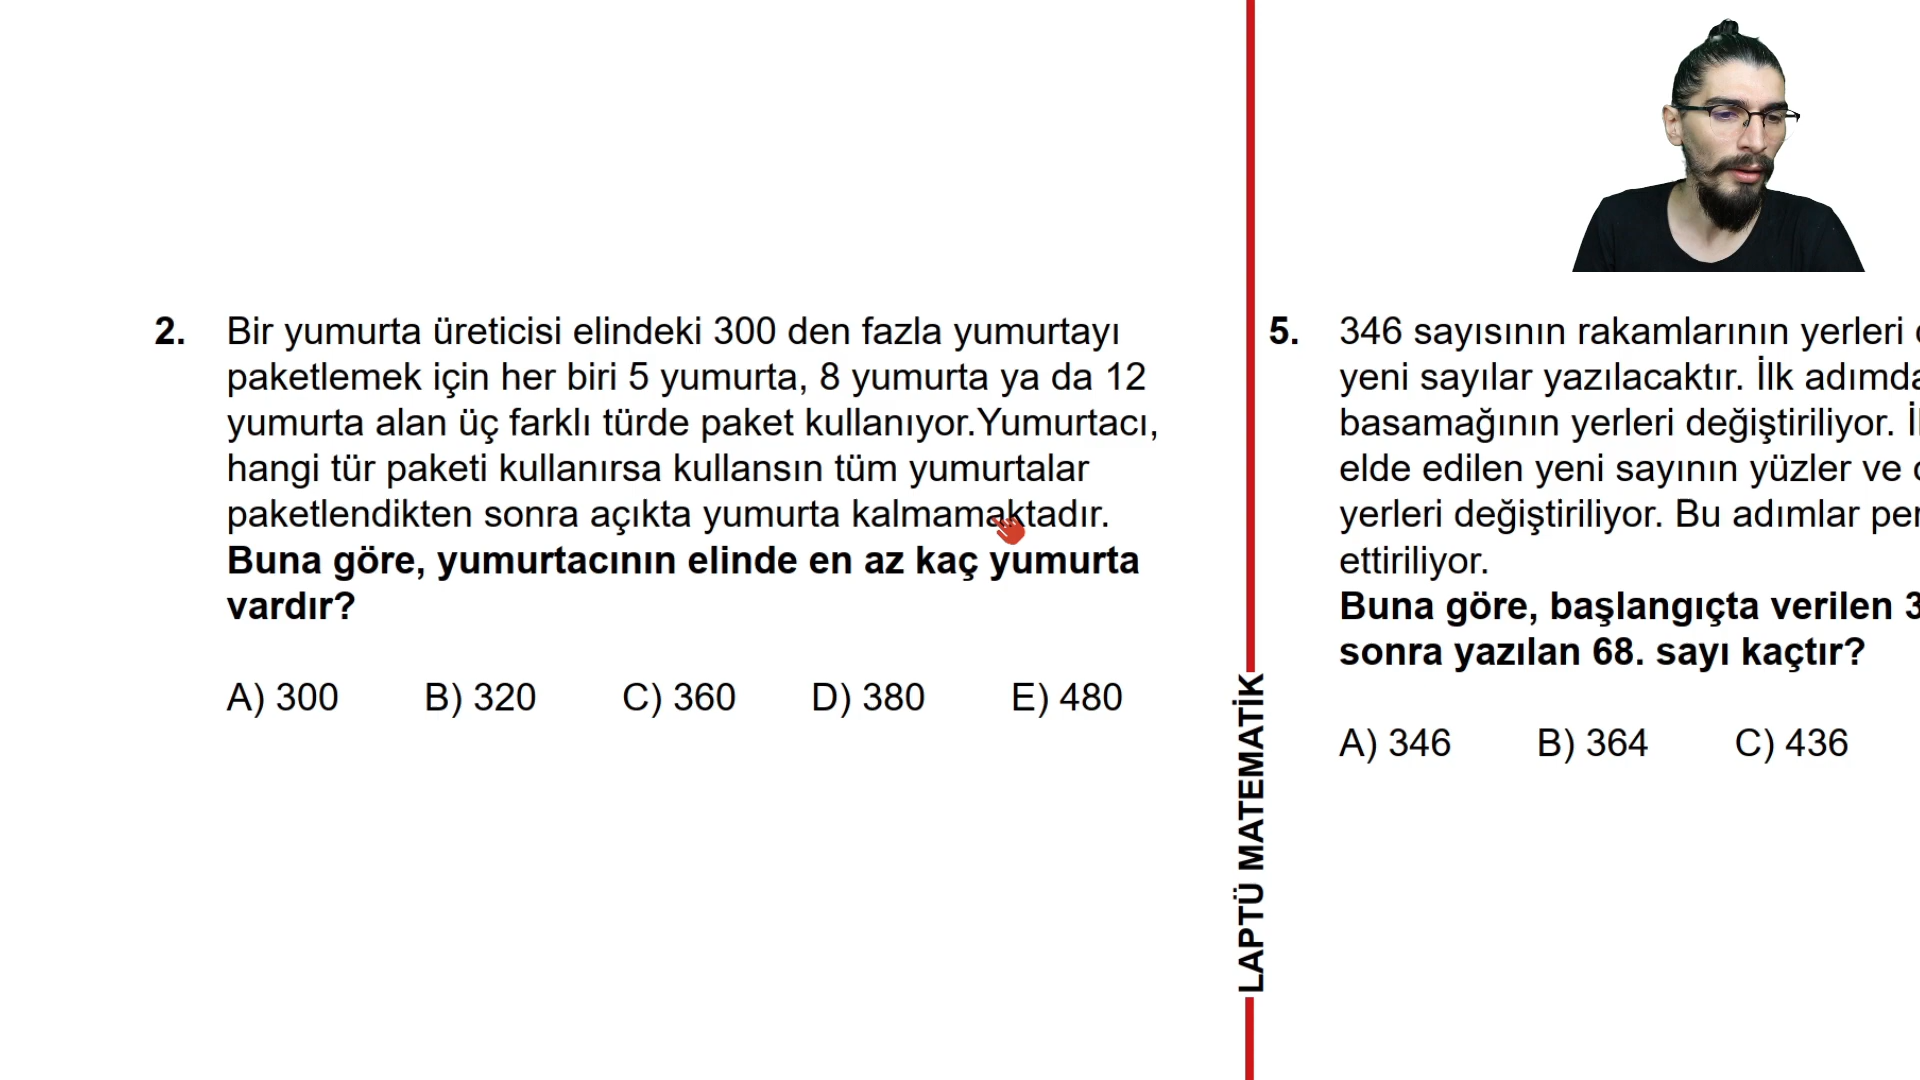 2. Bir yumurta üreticisi elindeki 300 den fazla yumurtayı
paketlemek için her biri 5 yumurta, 8 yumurta ya da 12
yumurta alan üç farklı türde paket kullanıyor.Yumurtacı,
hangi tür paketi kullanırsa kullansın tüm yumurtalar
paketlendikten sonra açıkta yumurta kalmamaktadır.
Buna göre, yumurtacının elinde en az kaç yumurta
vardır?
A) 300 B) 320 C) 360 D) 380 E) 480
LAPTÜ MATEMATİK
5. 346 sayısının rakamlarının yerleri
yeni sayılar yazılacaktır. İlk
basamağının yerleri değiştiriliyor.
elde edilen yeni sayının yüzler ve
yerleri değiştiriliyor. Bu adımlar
ettiriliyor.
Buna göre, başlangıçta verilen
sonra yazılan 68. sayı kaçtır?
A) 346 B) 364 C) 436